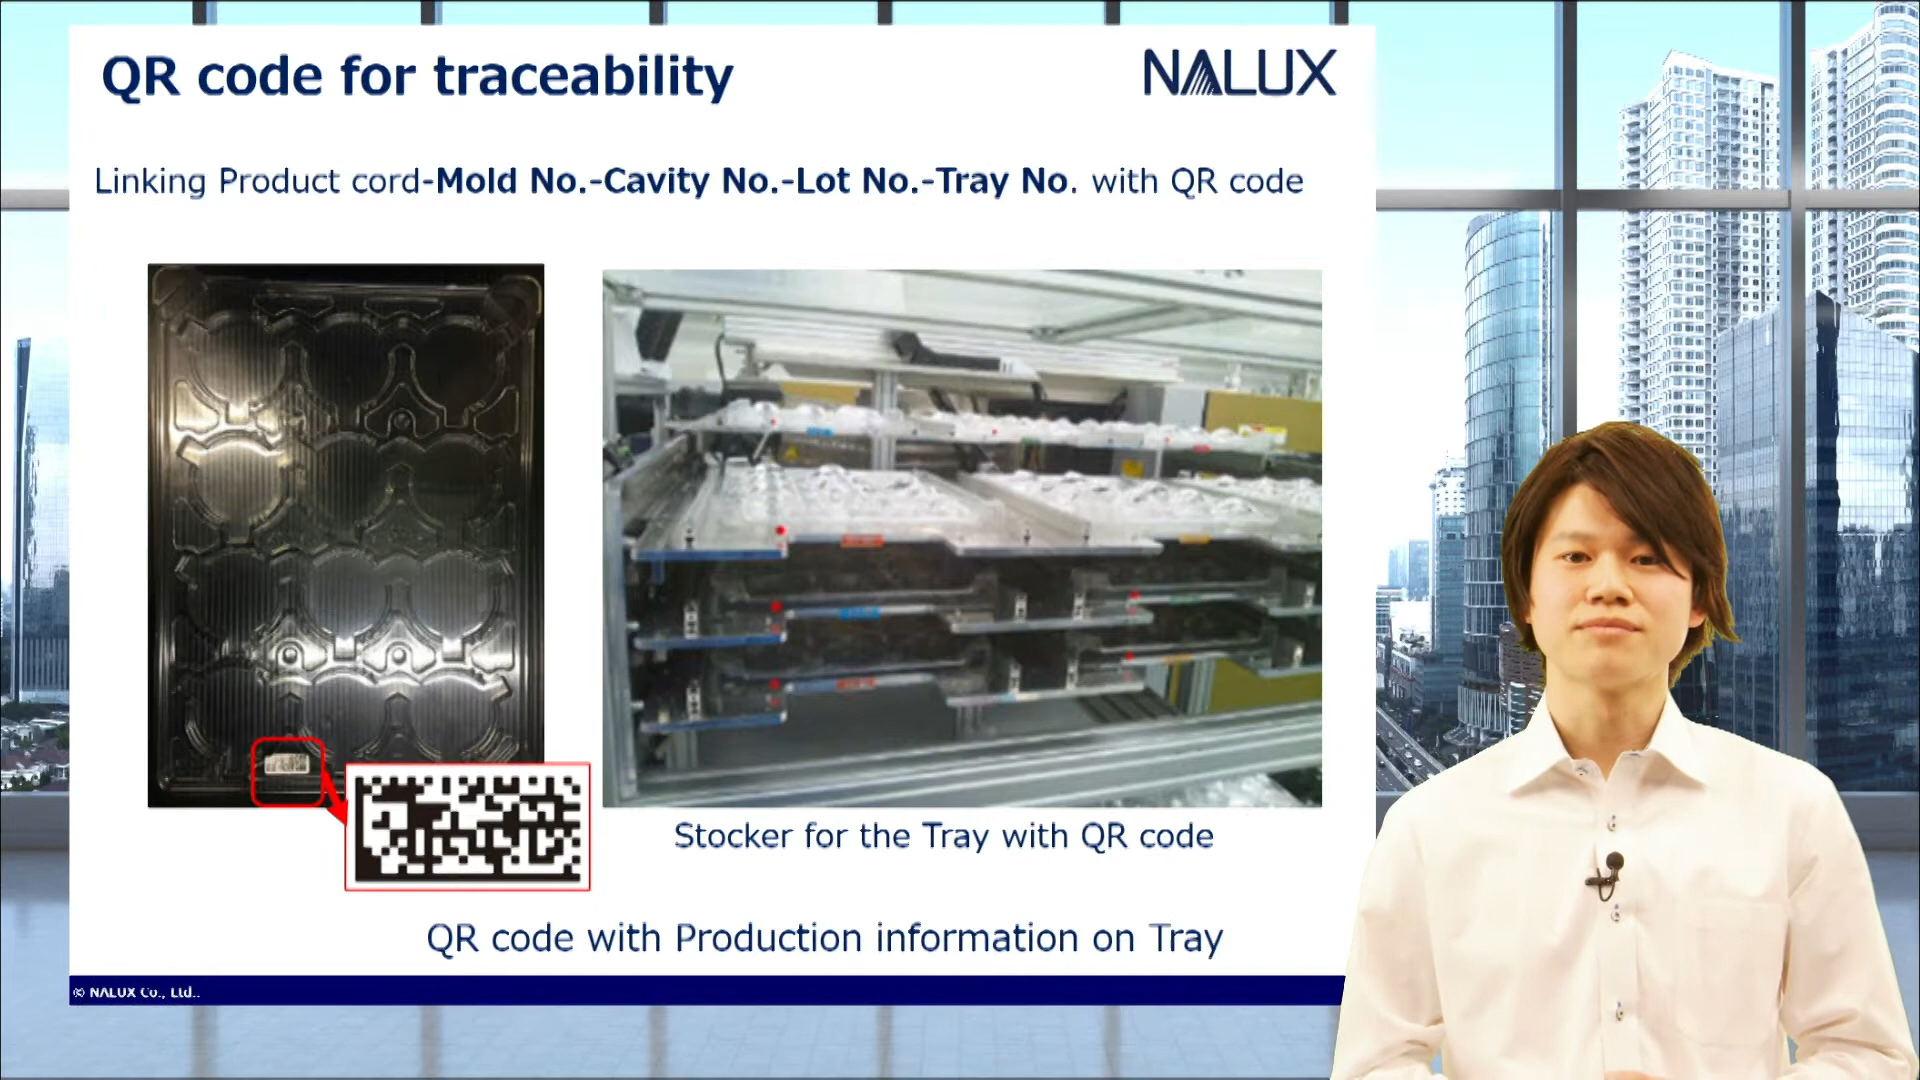 QR code for traceability
NALUX
Linking Product cord-Mold No.-Cavity No.-Lot No.-Tray No. with QR code
Stocker for the Tray with QR code
QR code with Production information on Tray
© NALUX Co., Ltd..